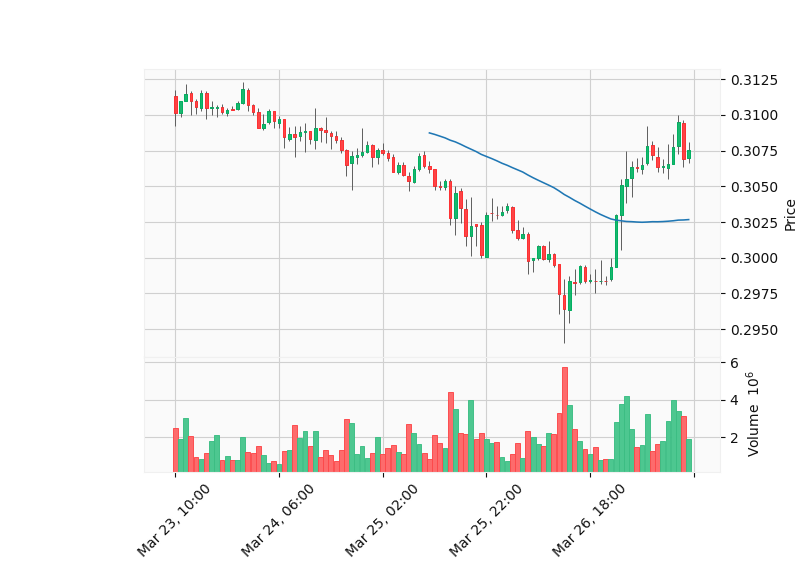 0.3125
0.3100
0.3075
0.3050
0.3025
0.3000
0.2975
0.2950
Price
6
4
2
Volume 10^6
Mar 23, 10:00
Mar 24, 06:00
Mar 25, 02:00
Mar 25, 22:00
Mar 26, 18:00